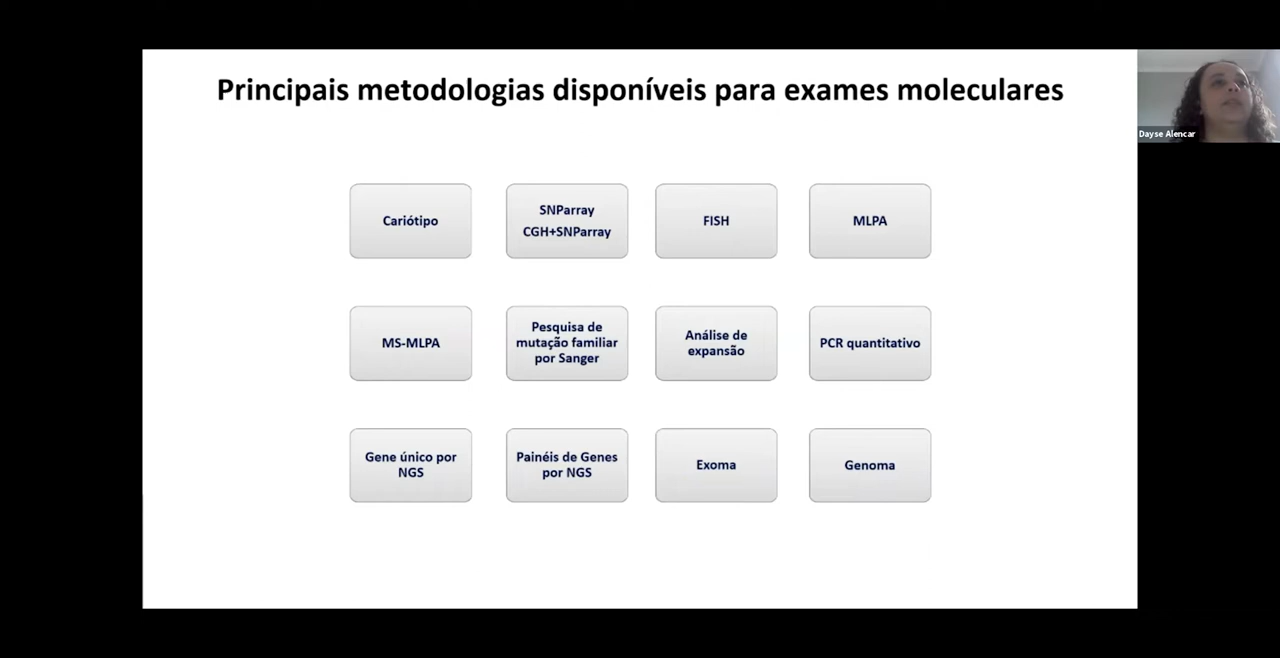 Principais metodologias disponíveis para exames moleculares
Dayse Alencar
Cariótipo
SNParray
CGH+SNParray
FISH
MLPA
MS-MLPA
Pesquisa de
mutação familiar
por Sanger
Análise de
expansão
PCR quantitativo
Gene único por
NGS
Painéis de Genes
por NGS
Exoma
Genoma